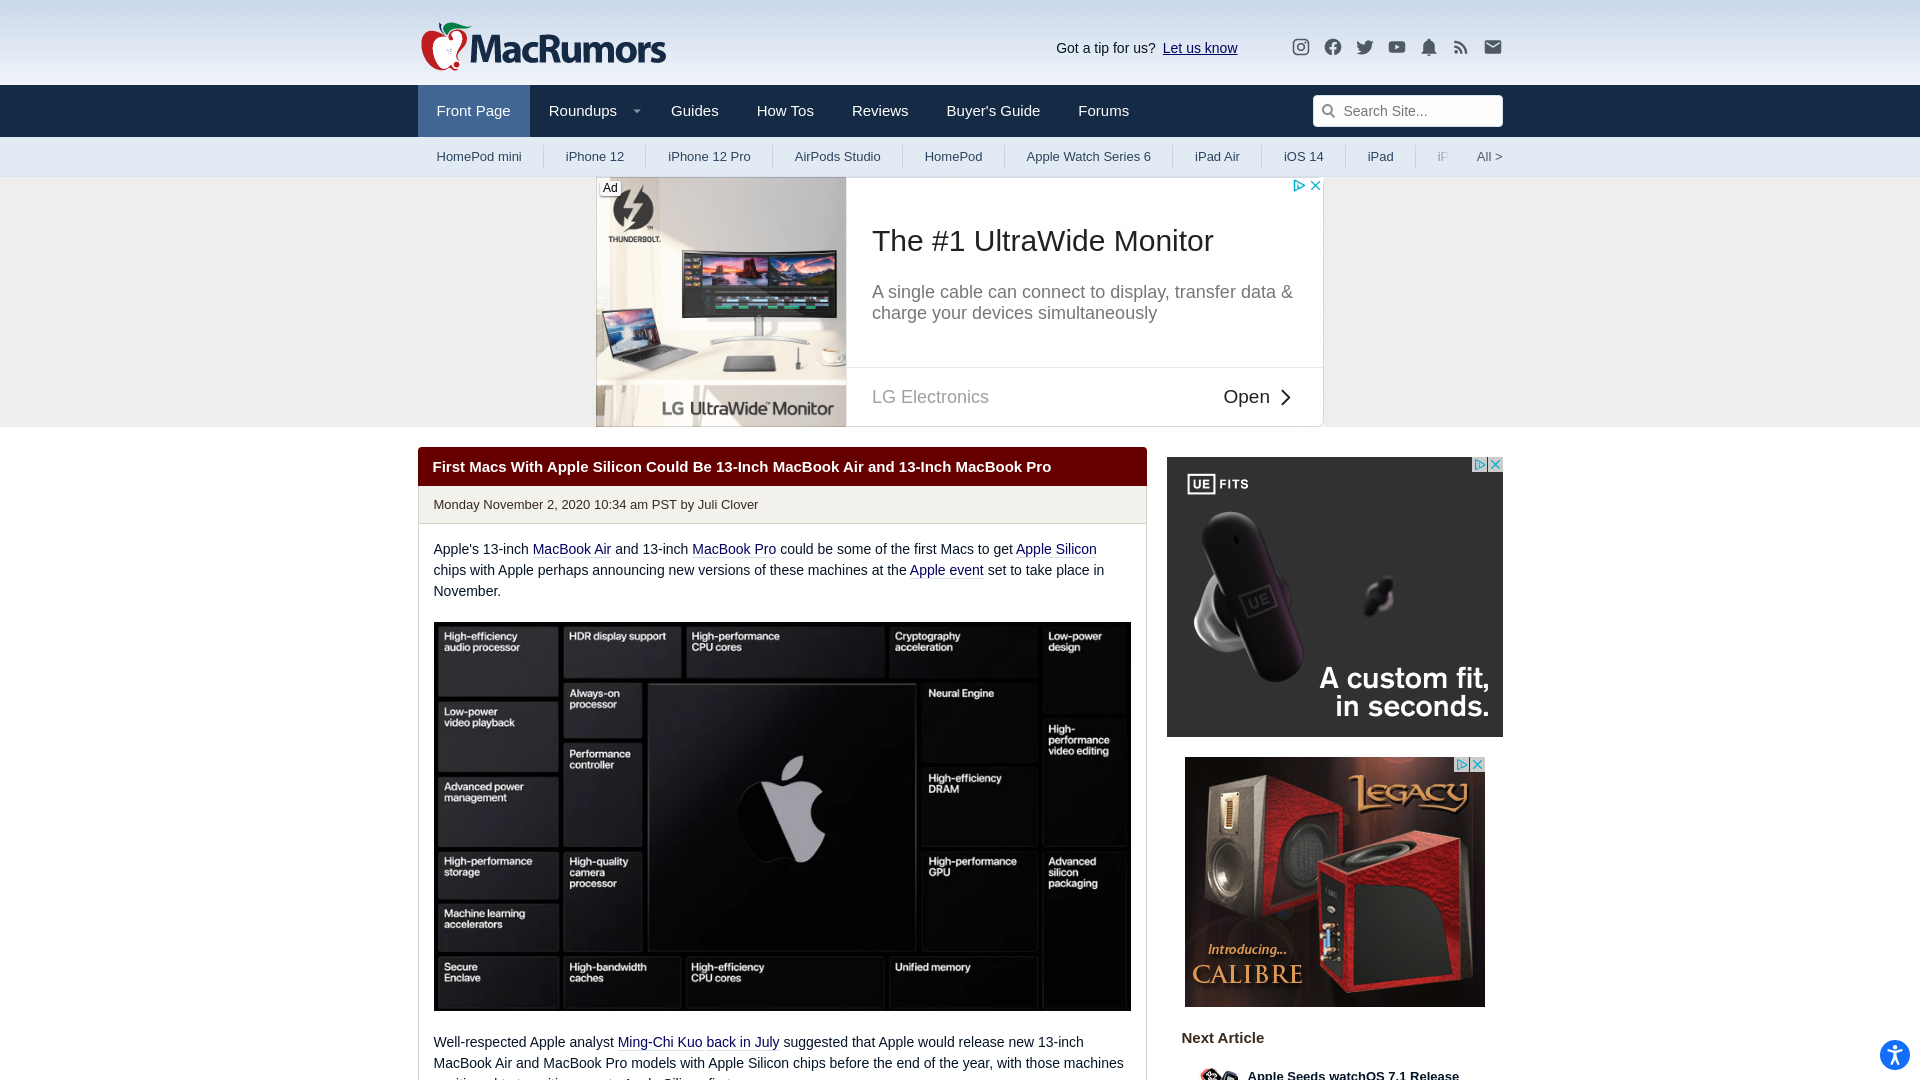 MacRumors
Got a tip for us? Let us know
Front Page
Roundups
Guides
How Tos
Reviews
Buyer's Guide
Forums
Search Site...
HomePod mini
iPhone 12
iPhone 12 Pro
AirPods Studio
HomePod
Apple Watch Series 6
iPad Air
iOS 14
iPad
iP
All >
Ad
THUNDERBOLT.
LG UltraWide™ Monitor
The #1 UltraWide Monitor
A single cable can connect to display, transfer data &
charge your devices simultaneously
LG Electronics
Open
First Macs With Apple Silicon Could Be 13-Inch MacBook Air and 13-Inch MacBook Pro
Monday November 2, 2020 10:34 am PST by Juli Clover
Apple's 13-inch MacBook Air and 13-inch MacBook Pro could be some of the first Macs to get Apple Silicon
chips with Apple perhaps announcing new versions of these machines at the Apple event set to take place in
November.
High-efficiency
audio processor
HDR display support
High-performance
CPU cores
Cryptography
acceleration
Low-power
design
Always-on
processor
Neural Engine
Low-power
video playback
High-
performance
video editing
Performance
controller
High-efficiency
DRAM
Advanced power
management
High-performance
storage
High-quality
camera
processor
High-performance
GPU
Advanced
silicon
packaging
Machine learning
accelerators
Secure
Enclave
High-bandwidth
caches
High-efficiency
CPU cores
Unified memory
Well-respected Apple analyst Ming-Chi Kuo back in July suggested that Apple would release new 13-inch
MacBook Air and MacBook Pro models with Apple Silicon chips before the end of the year, with those machines
UE FITS
UE
A custom fit,
in seconds.
LEGACY
Introducing...
CALIBRE
Next Article
Apple Seeds watchOS 7.1 Release